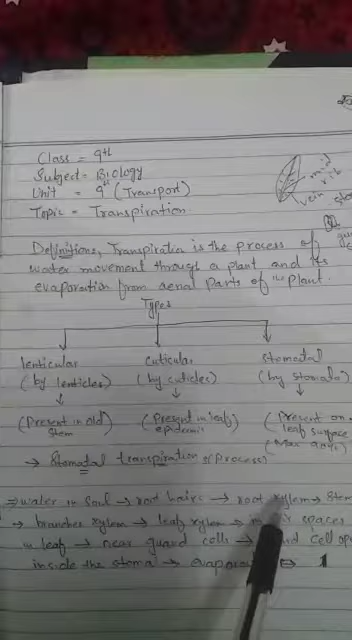 Class = 9th
Subject = Biology
Unit = 9th (Transport)
Topic = Transpiration
mid rib
vein
Definitions, Transpiration is the process of
water movement through a plant and its
evaporation from aerial parts of the plant.
Types
lenticular cuticular stomatal
(by lenticles) (by cuticles) (by stomata)
(Present in old stem) (Present in leaf epidermis) (Present on leaf surface)
→ Stomatal transpiration (Process)
⇒ water in soil → root hairs → root xylem → stem
→ branches xylem → leaf xylem → air spaces
in leaf → near guard cells → cell
inside the stoma →